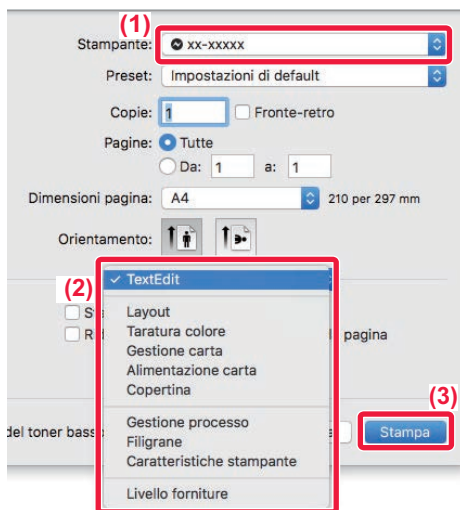 (1)
Stampante: xx-xxxxx
Preset: Impostazioni di default
Copie: 1 Fronte-retro
Pagine: Tutte
Da: 1 a: 1
Dimensioni pagina: A4 210 per 297 mm
Orientamento:
(2)
✓ TextEdit
Layout
Taratura colore
pagina
Gestione carta
Alimentazione carta
Copertina
(3)
Gestione processo
del toner Stampa
Filigrane
Caratteristiche stampante
Livello forniture